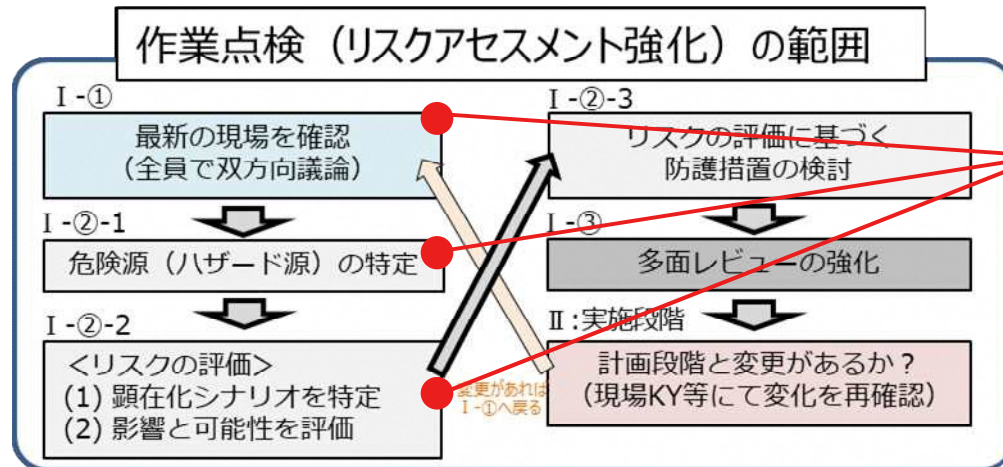 作業点検（リスクアセスメント強化）の範囲
Ⅰ-①
最新の現場を確認
（全員で双方向議論）
Ⅰ-②-1
危険源（ハザード源）の特定
Ⅰ-②-2
＜リスクの評価＞
(1) 顕在化シナリオを特定
(2) 影響と可能性を評価
変更があれば
Ⅰ-①へ戻る
Ⅰ-②-3
リスクの評価に基づく
防護措置の検討
Ⅰ-③
多面レビューの強化
Ⅱ:実施段階
計画段階と変更があるか？
（現場KY等にて変化を再確認）